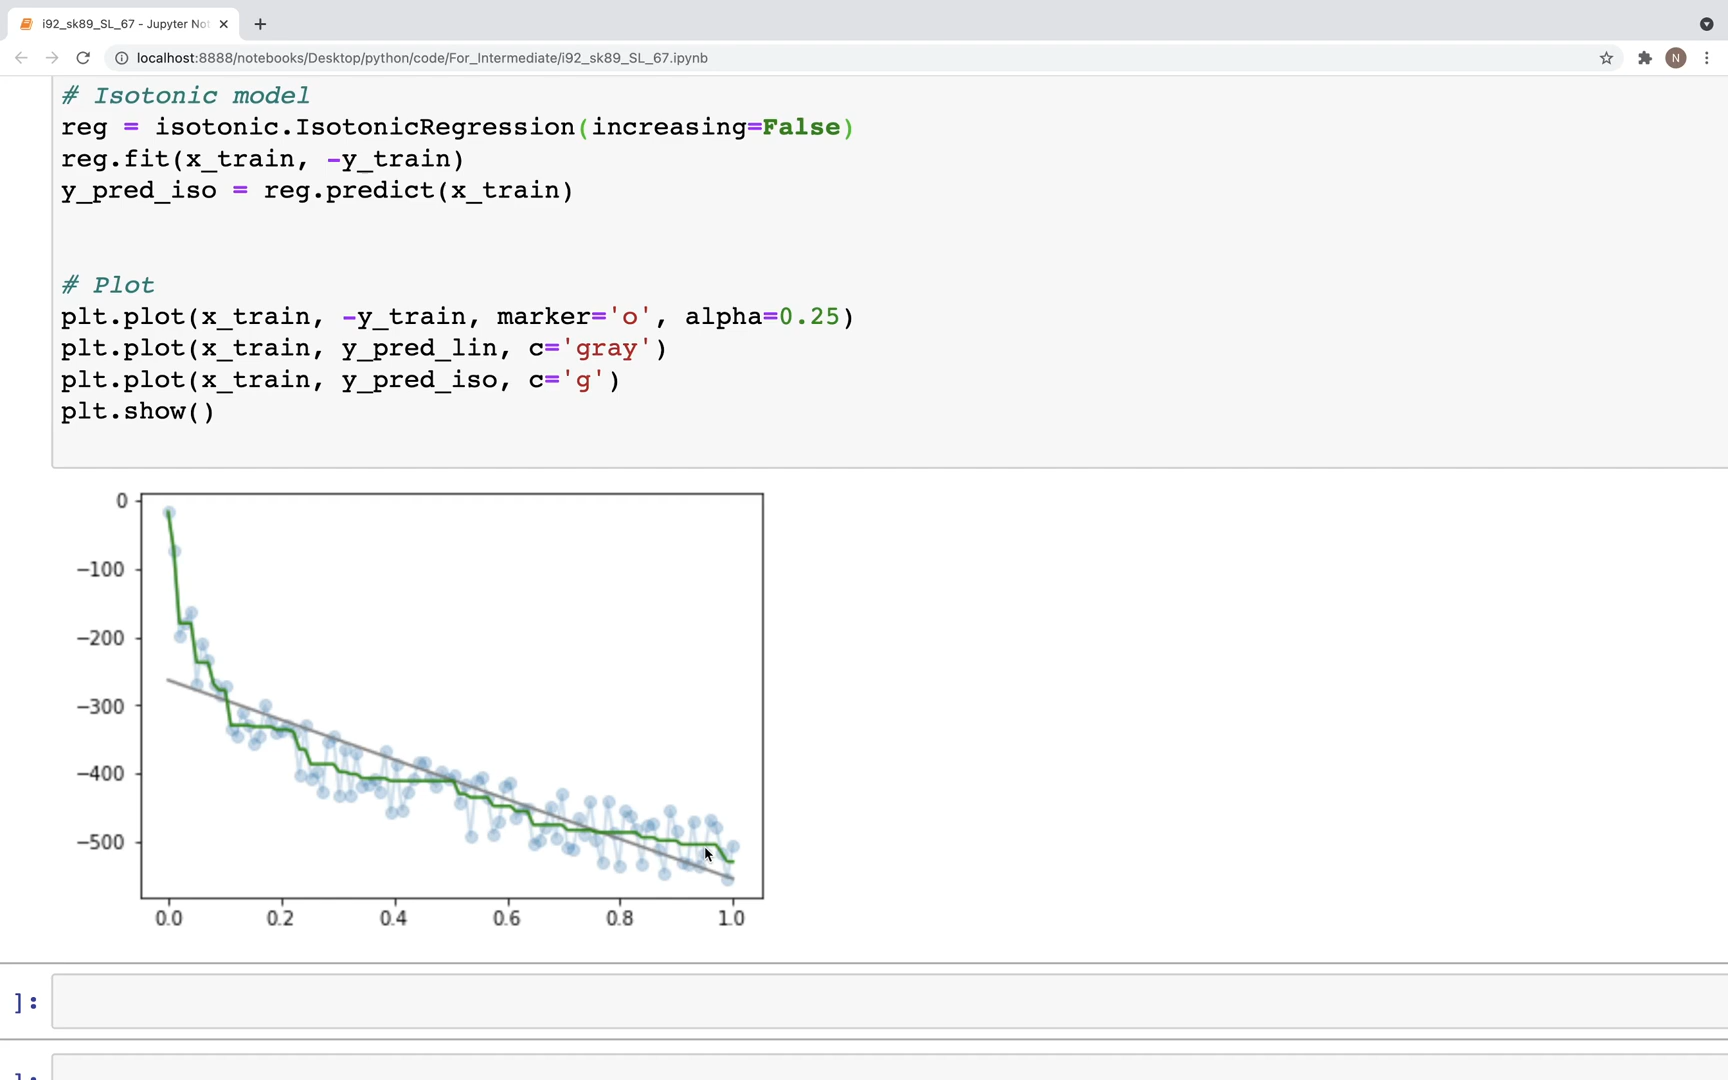 i92_sk89_SL_67 - Jupyter No
localhost:8888/notebooks/Desktop/python/code/For_Intermediate/i92_sk89_SL_67.ipynb
N
# Isotonic model
reg = isotonic.IsotonicRegression(increasing=False)
reg.fit(x_train, -y_train)
y_pred_iso = reg.predict(x_train)
# Plot
plt.plot(x_train, -y_train, marker='o', alpha=0.25)
plt.plot(x_train, y_pred_lin, c='gray')
plt.plot(x_train, y_pred_iso, c='g')
plt.show()
0
−100
−200
−300
−400
−500
0.0 0.2 0.4 0.6 0.8 1.0
]:
]: